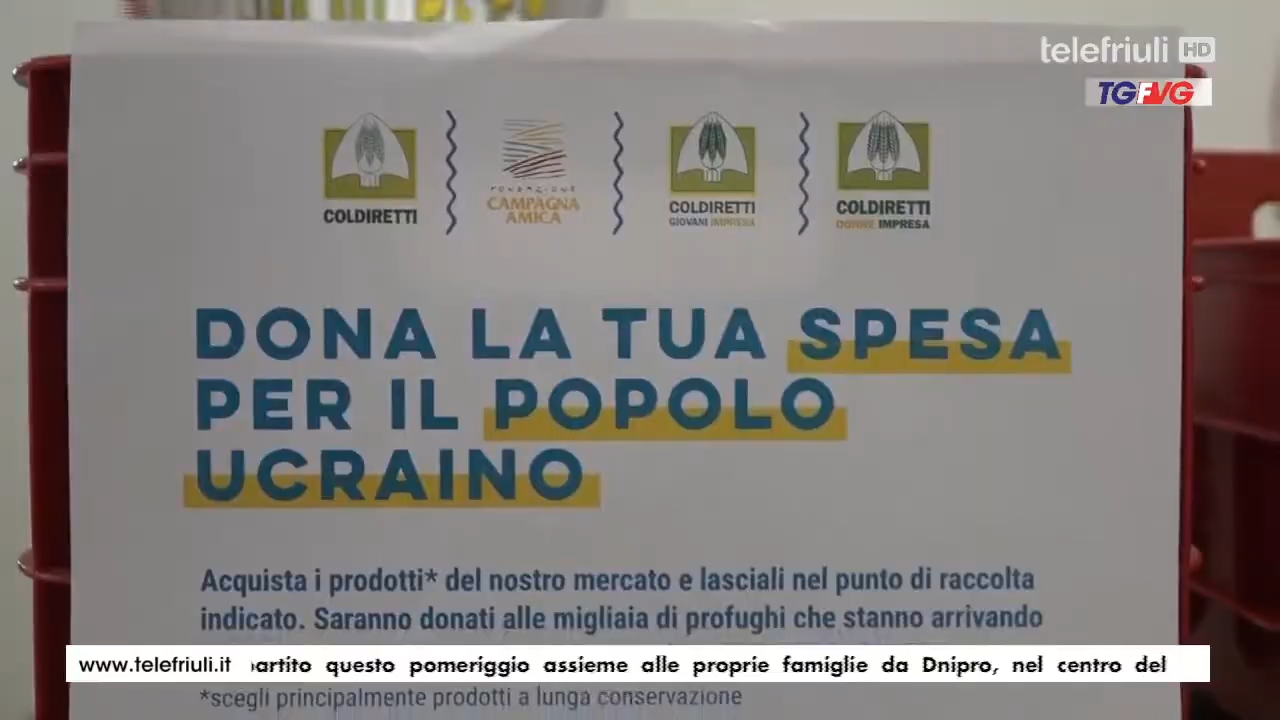 telefriuli HD
TGFVG
COLDIRETTI
FONDAZIONE
CAMPAGNA
AMICA
COLDIRETTI
GIOVANI IMPRESA
COLDIRETTI
DONNE IMPRESA
DONA LA TUA SPESA
PER IL POPOLO
UCRAINO
Acquista i prodotti* del nostro mercato e lasciali nel punto di raccolta
indicato. Saranno donati alle migliaia di profughi che stanno arrivando
www.telefriuli.it questo pomeriggio assieme alle proprie famiglie da Dnipro, nel centro del
*scegli principalmente prodotti a lunga conservazione